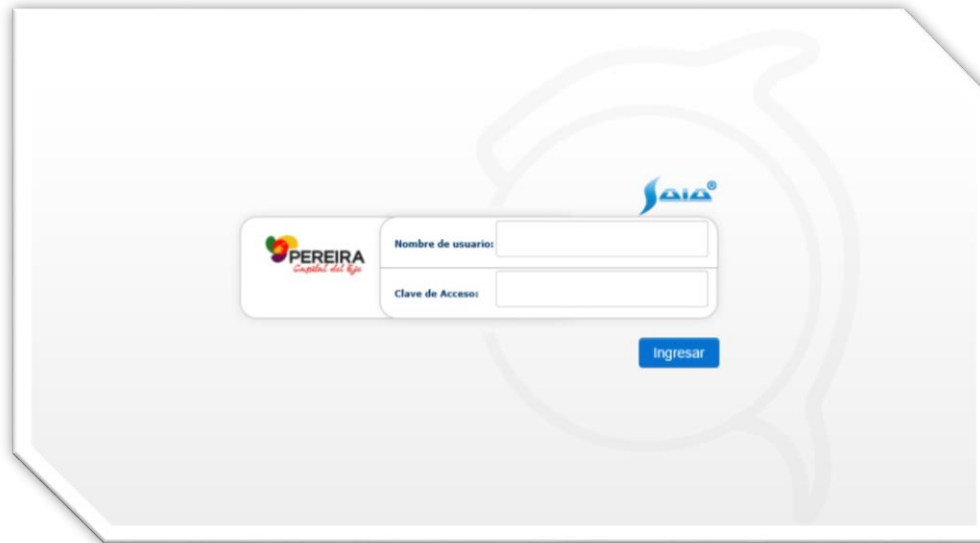 Saia®
PEREIRA
Capital del Eje
Nombre de usuario:
Clave de Acceso:
Ingresar